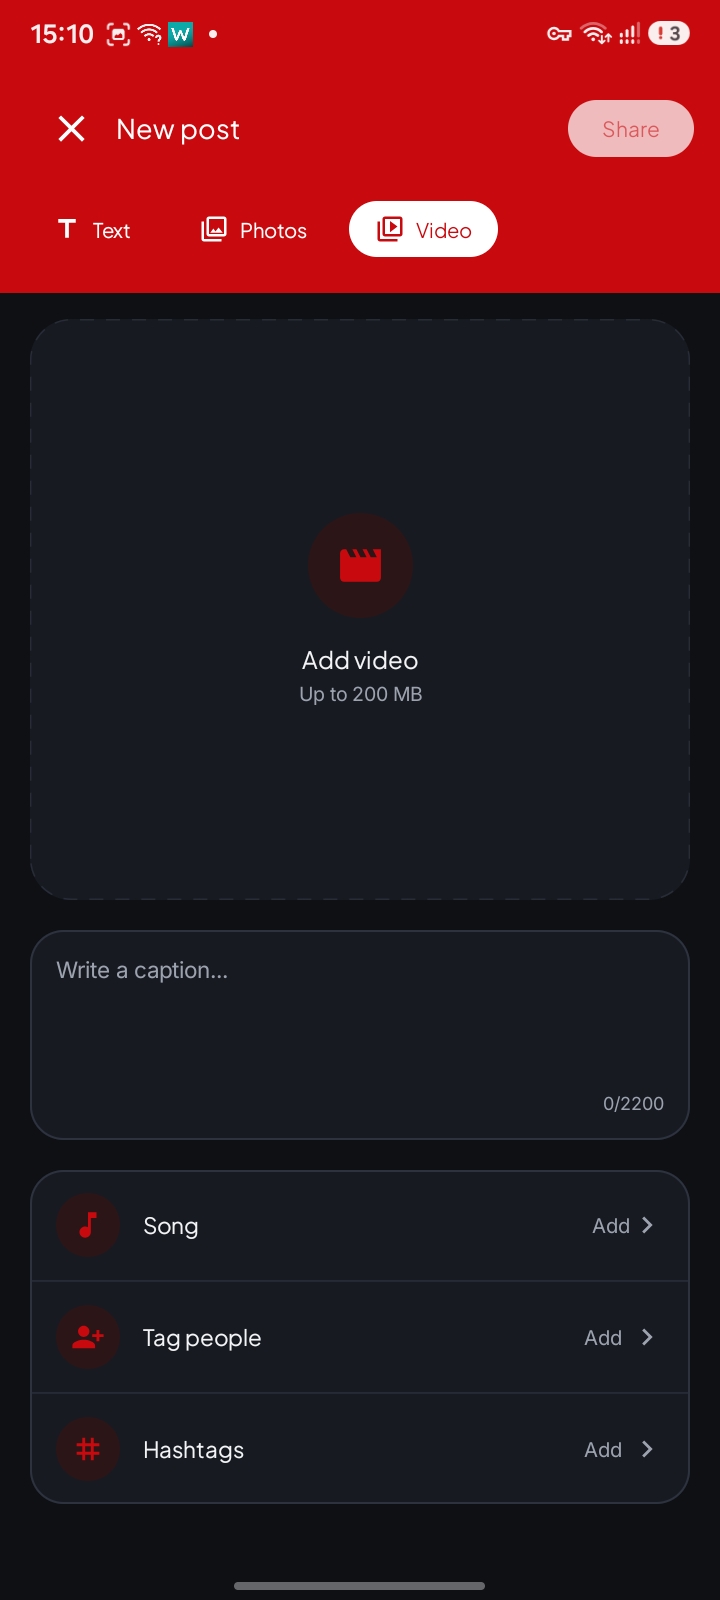 15:10
W
3
New post
Share
Text
Photos
Video
Add video
Up to 200 MB
Write a caption...
0/2200
Song
Add
Tag people
Add
Hashtags
Add